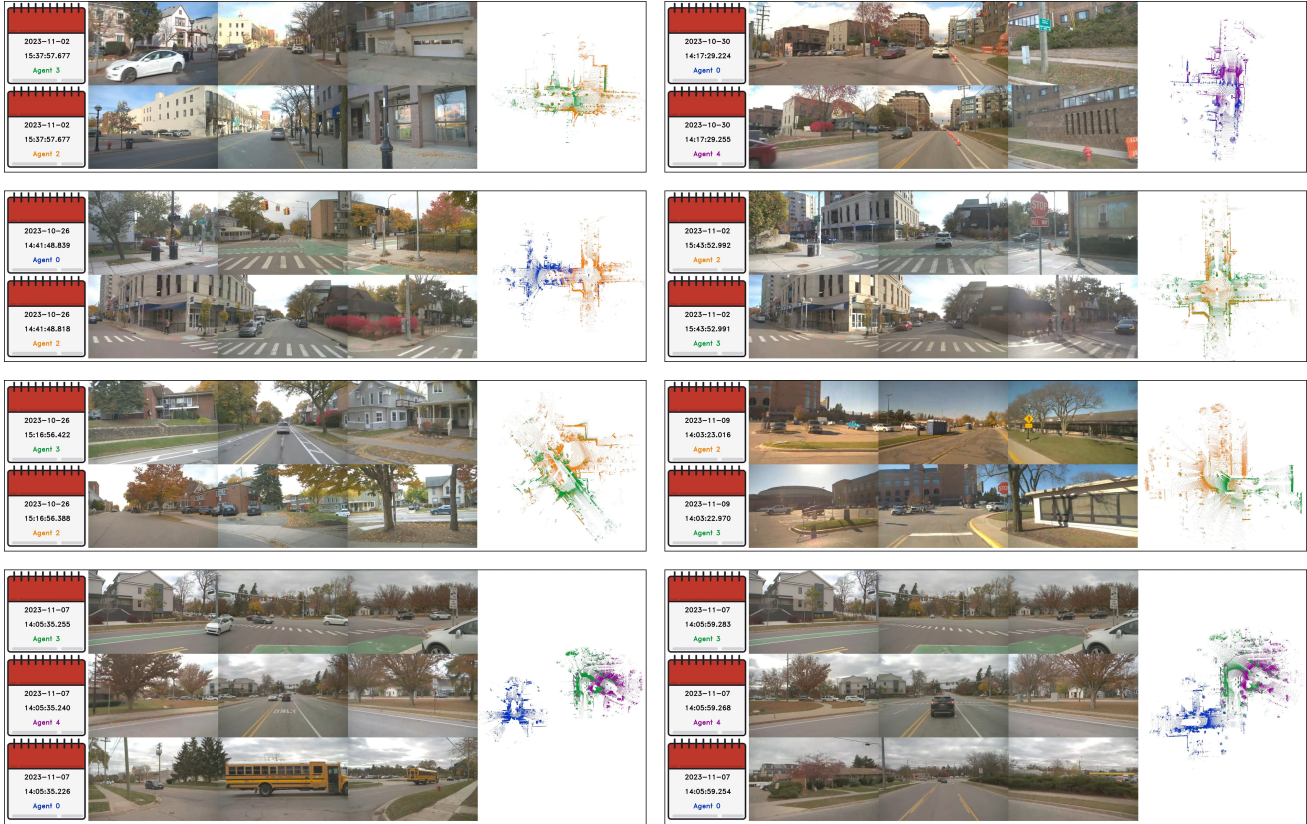 2023-11-02
15:37:57.677
Agent 3
2023-11-02
15:37:57.677
Agent 2
2023-10-30
14:17:29.224
Agent 0
2023-10-30
14:17:29.255
Agent 4
2023-10-26
14:41:48.839
Agent 0
2023-10-26
14:41:48.818
Agent 2
2023-11-02
15:43:52.992
Agent 2
STOP
2023-11-02
15:43:52.991
Agent 3
2023-10-26
15:16:56.422
Agent 3
2023-10-26
15:16:56.388
Agent 2
2023-11-09
14:03:23.016
Agent 2
2023-11-09
14:03:22.970
Agent 3
2023-11-07
14:05:35.255
Agent 3
2023-11-07
14:05:35.240
Agent 4
2023-11-07
14:05:35.226
Agent 0
2023-11-07
14:05:59.283
Agent 3
2023-11-07
14:05:59.268
Agent 4
2023-11-07
14:05:59.254
Agent 0